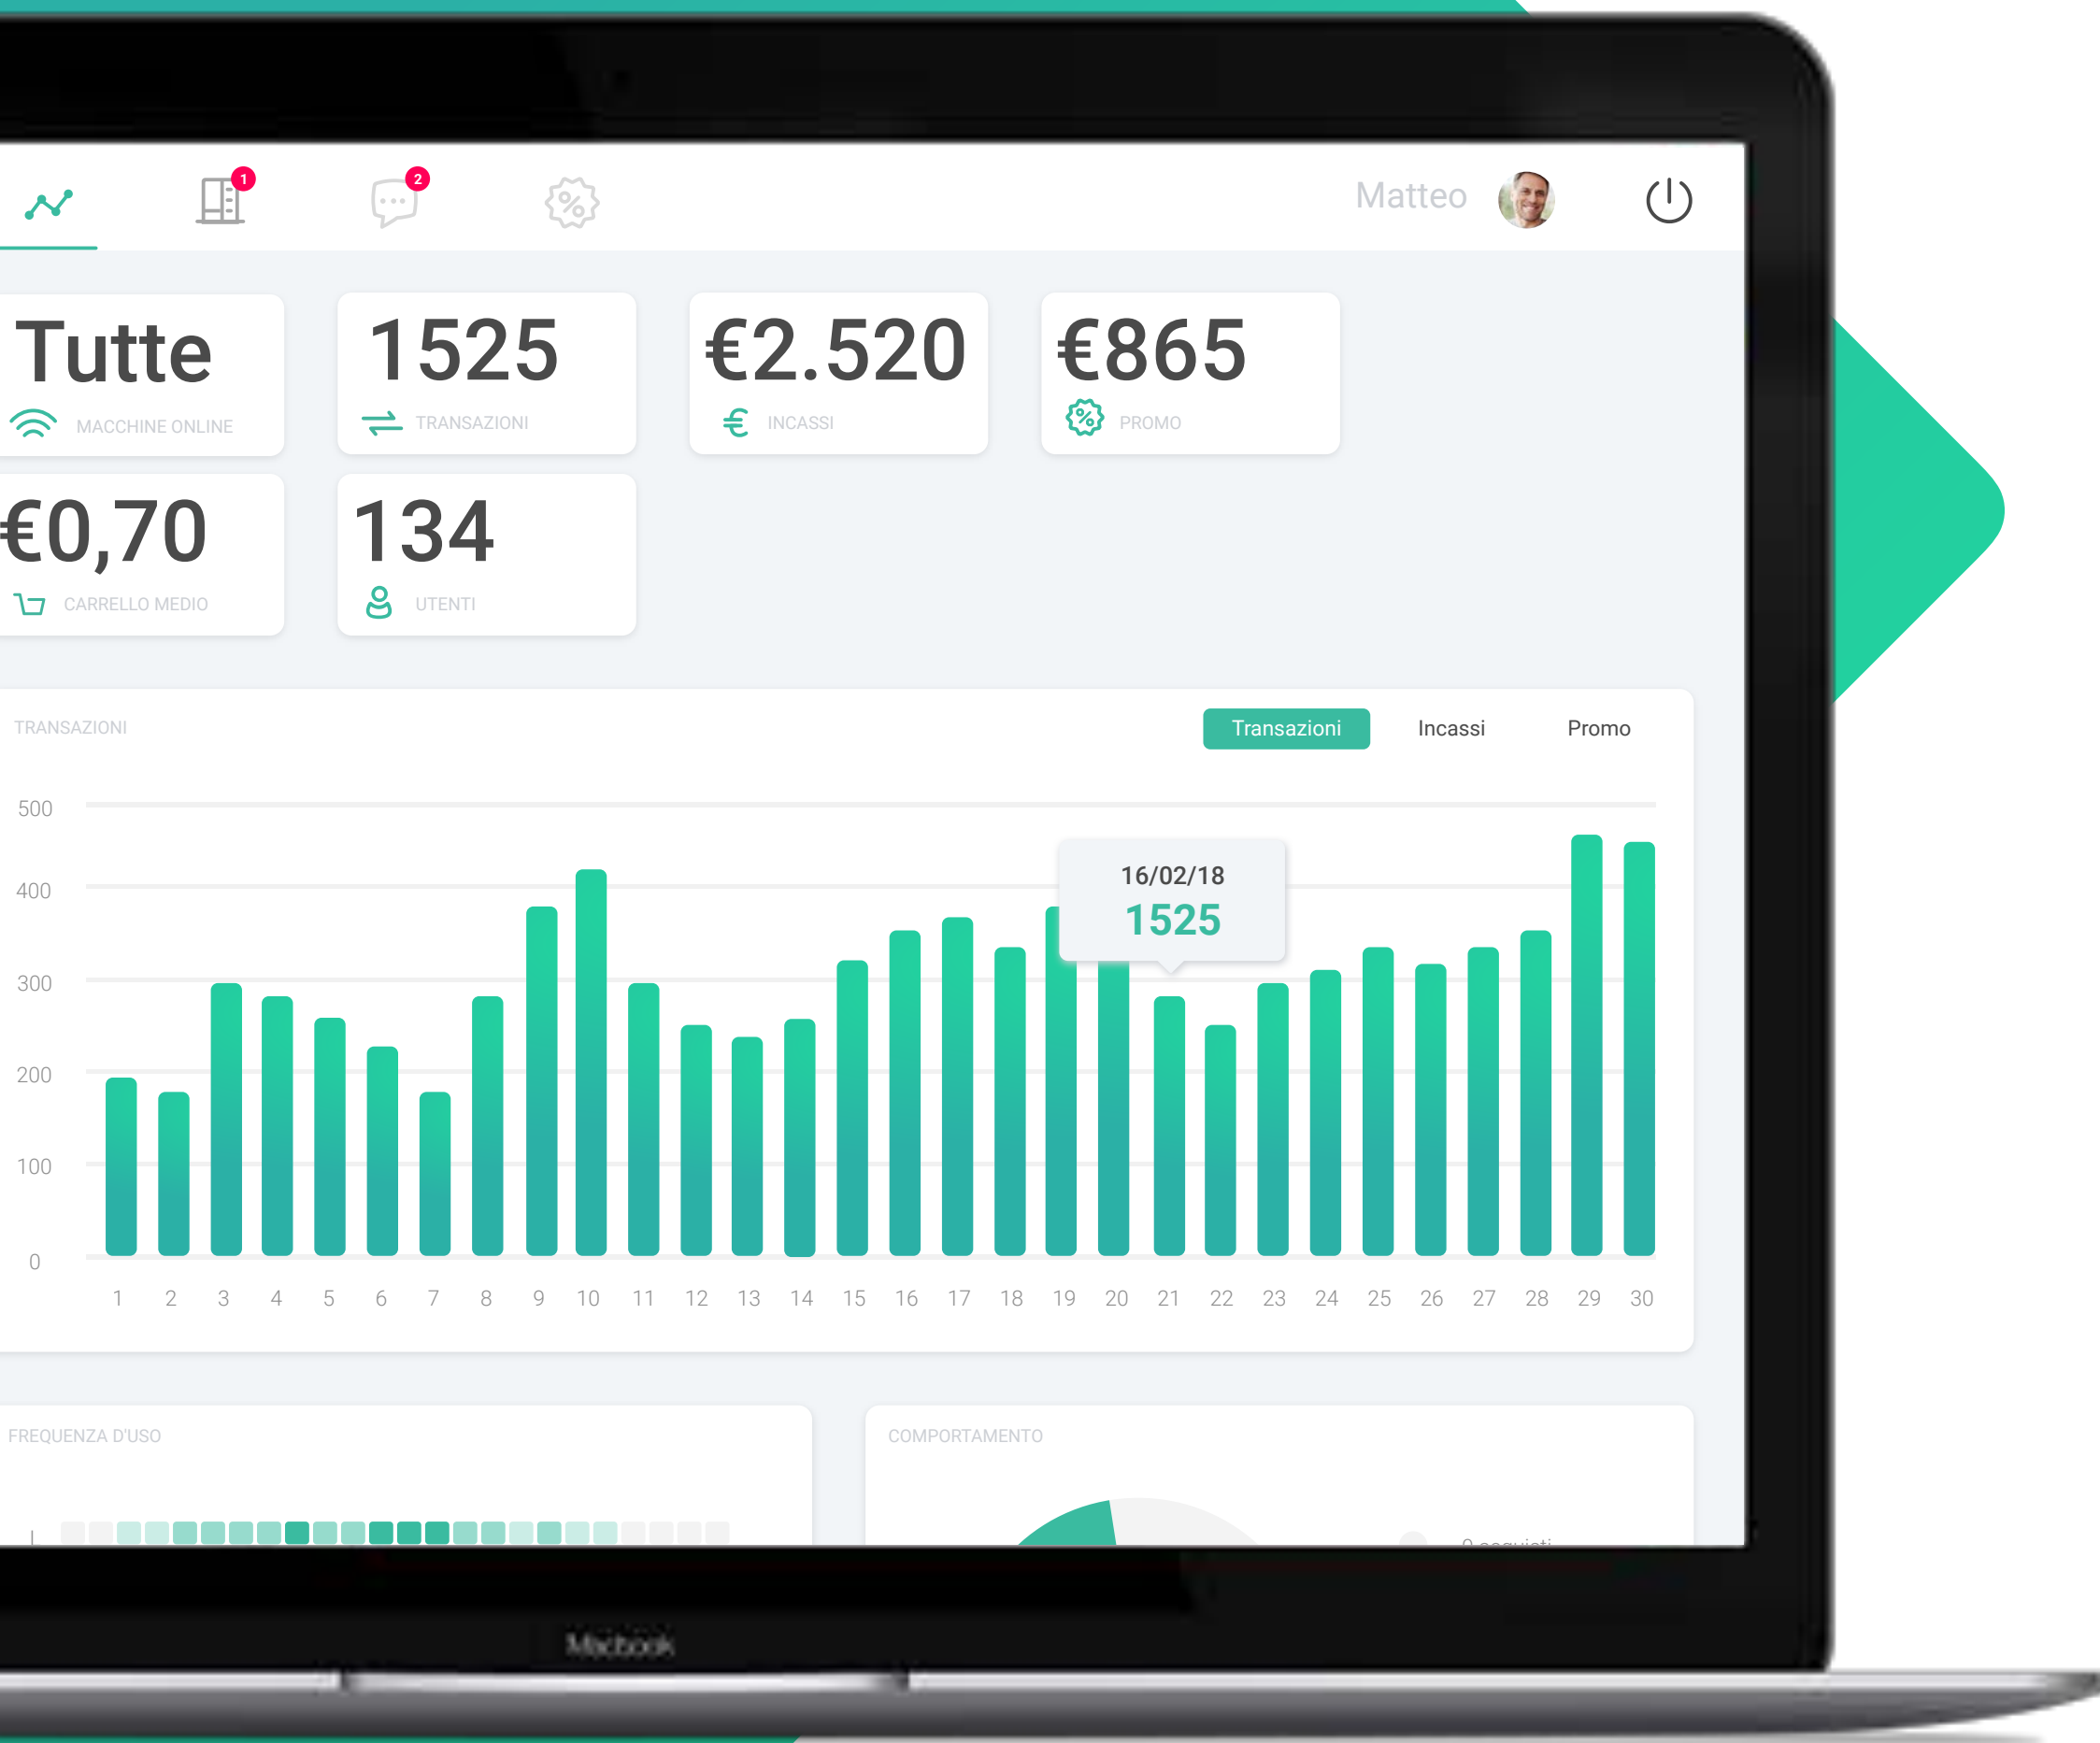 1
2
Matteo
Tutte
MACCHINE ONLINE
1525
TRANSAZIONI
€2.520
INCASSI
€865
PROMO
€0,70
CARRELLO MEDIO
134
UTENTI
TRANSAZIONI
Transazioni
Incassi
Promo
500
400
300
200
100
0
16/02/18
1525
1 2 3 4 5 6 7 8 9 10 11 12 13 14 15 16 17 18 19 20 21 22 23 24 25 26 27 28 29 30
FREQUENZA D'USO
COMPORTAMENTO
Macbook